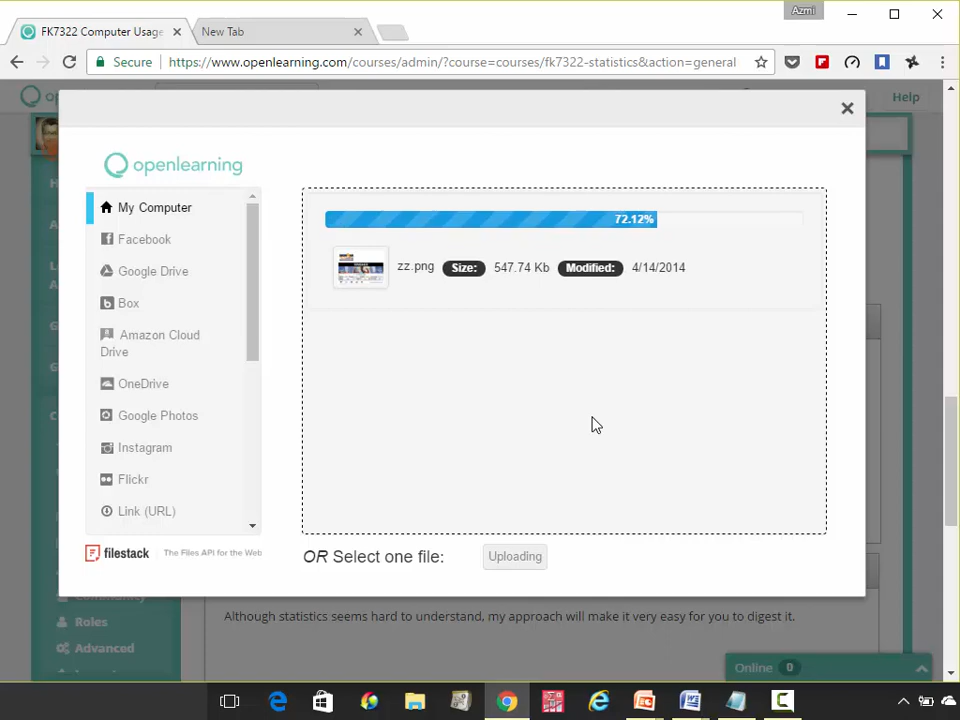 Azmi
FK7322 Computer Usage
New Tab
Secure
https://www.openlearning.com/courses/admin/?course=courses/fk7322-statistics&action=general
Help
openlearning
My Computer
Facebook
Google Drive
Box
Amazon Cloud
Drive
OneDrive
Google Photos
Instagram
Flickr
Link (URL)
filestack
The Files API for the Web
72.12%
zz.png Size: 547.74 Kb Modified: 4/14/2014
OR Select one file:
Uploading
Community
Roles
Advanced
Although statistics seems hard to understand, my approach will make it very easy for you to digest it.
Online 0